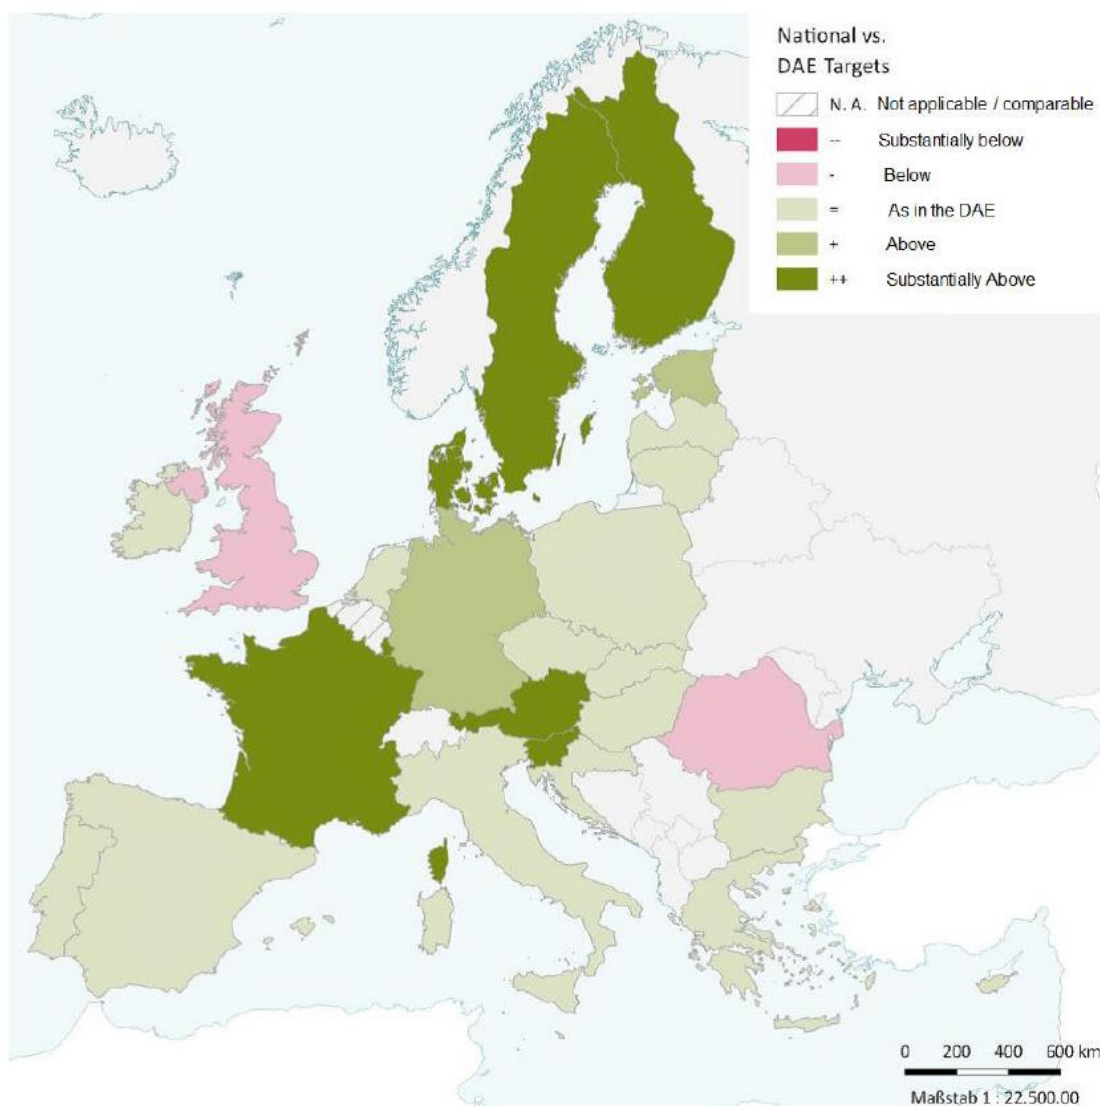 National vs.
DAE Targets
N. A. Not applicable / comparable
-- Substantially below
- Below
= As in the DAE
+ Above
++ Substantially Above
0 200 400 600 km
Maßstab 1 : 22.500.00